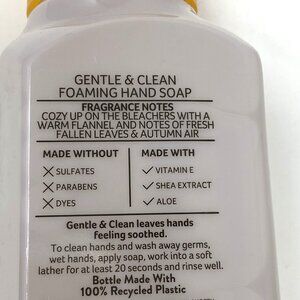 GENTLE & CLEAN
FOAMING HAND SOAP
FRAGRANCE NOTES
COZY UP ON THE BLEACHERS WITH A
WARM FLANNEL AND NOTES OF FRESH
FALLEN LEAVES & AUTUMN AIR
MADE WITHOUT
SULFATES
PARABENS
DYES
MADE WITH
VITAMIN E
SHEA EXTRACT
ALOE
Gentle & Clean leaves hands
feeling soothed.
To clean hands and wash away germs,
wet hands, apply soap, work into a soft
lather for at least 20 seconds and rinse well.
Bottle Made With
100% Recycled Plastic